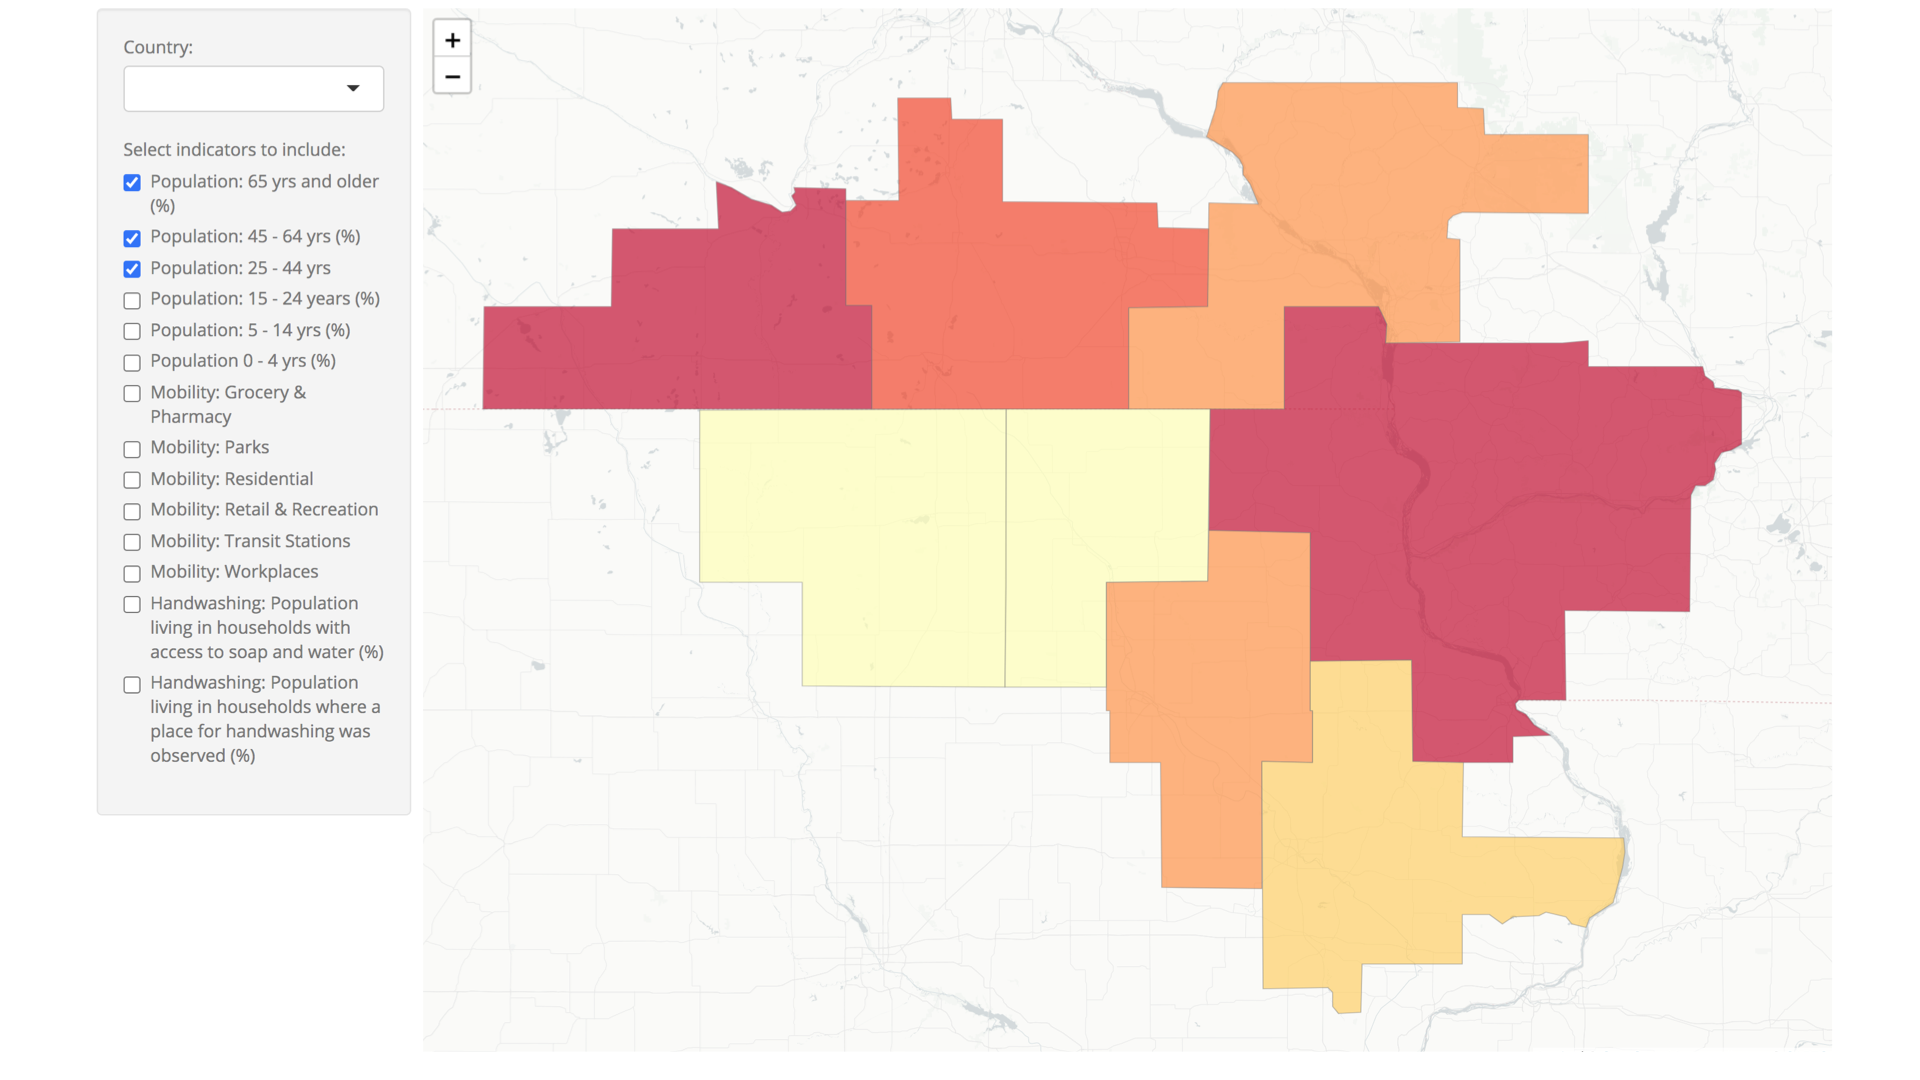 Country:
Select indicators to include:
Population: 65 yrs and older
(%)
Population: 45 - 64 yrs (%)
Population: 25 - 44 yrs
Population: 15 - 24 years (%)
Population: 5 - 14 yrs (%)
Population 0 - 4 yrs (%)
Mobility: Grocery &
Pharmacy
Mobility: Parks
Mobility: Residential
Mobility: Retail & Recreation
Mobility: Transit Stations
Mobility: Workplaces
Handwashing: Population
living in households with
access to soap and water (%)
Handwashing: Population
living in households where a
place for handwashing was
observed (%)
+
−